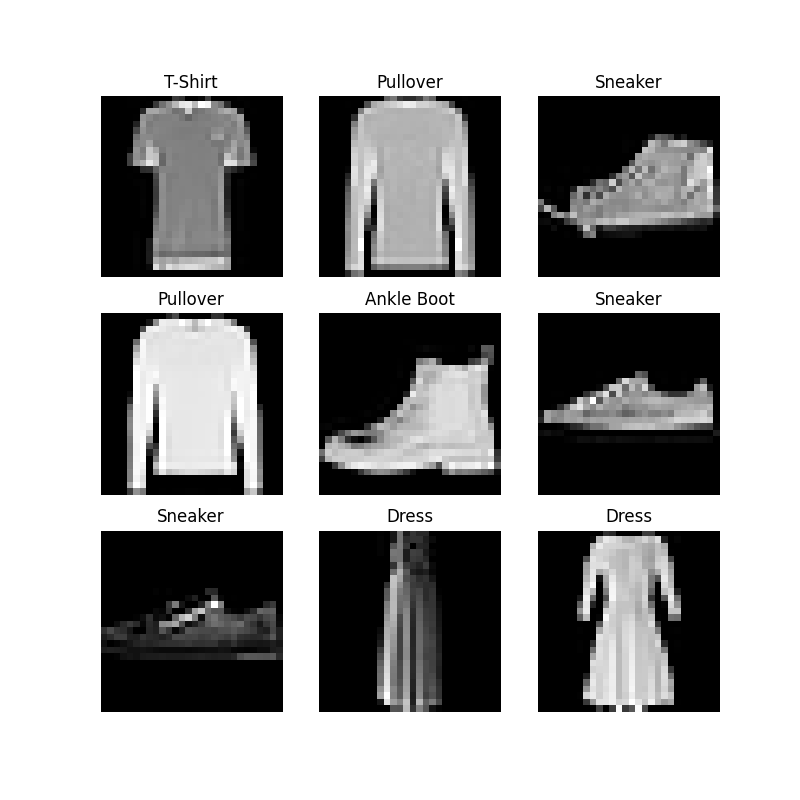 T-Shirt
Pullover
Sneaker
Pullover
Ankle Boot
Sneaker
Sneaker
Dress
Dress